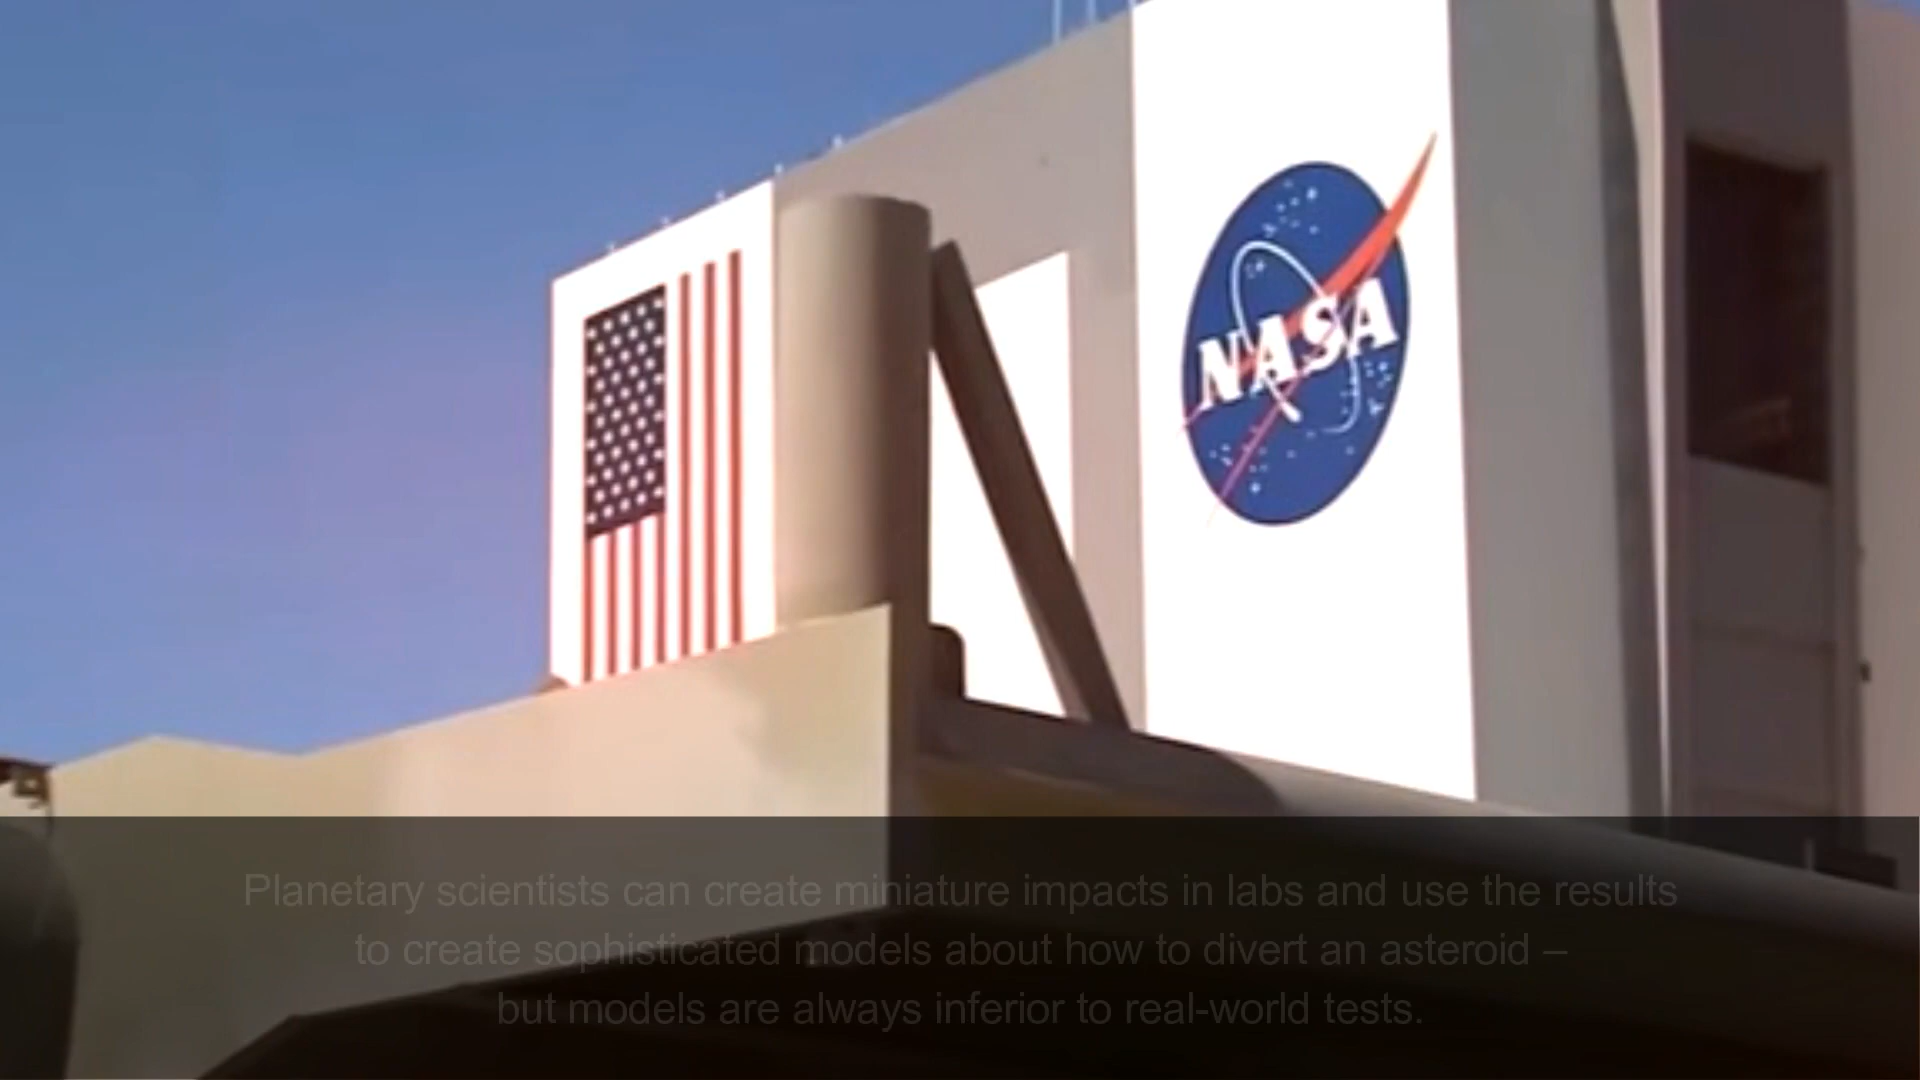 NASA
Planetary scientists can create miniature impacts in labs and use the results
to create sophisticated models about how to divert an asteroid –
but models are always inferior to real-world tests.